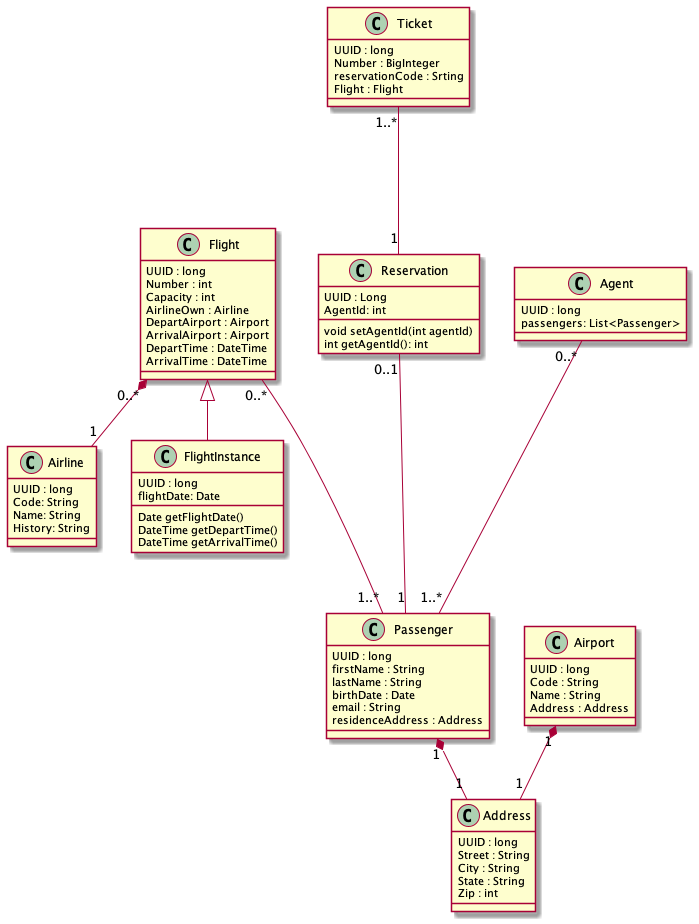 C Ticket
UUID : long
Number : BigInteger
reservationCode : Srting
Flight : Flight
1..*
1
C Flight
UUID : long
Number : int
Capacity : int
AirlineOwn : Airline
DepartAirport : Airport
ArrivalAirport : Airport
DepartTime : DateTime
ArrivalTime : DateTime
C Reservation
UUID : Long
AgentId: int
void setAgentId(int agentId)
int getAgentId(): int
C Agent
UUID : long
passengers: List<Passenger>
0..*
0..*
0..1
0..*
1
C Airline
UUID : long
Code: String
Name: String
History: String
C FlightInstance
UUID : long
flightDate: Date
Date getFlightDate()
DateTime getDepartTime()
DateTime getArrivalTime()
1..*
1
1..*
C Passenger
UUID : long
firstName : String
lastName : String
birthDate : Date
email : String
residenceAddress : Address
C Airport
UUID : long
Code : String
Name : String
Address : Address
1
1
1
1
C Address
UUID : long
Street : String
City : String
State : String
Zip : int